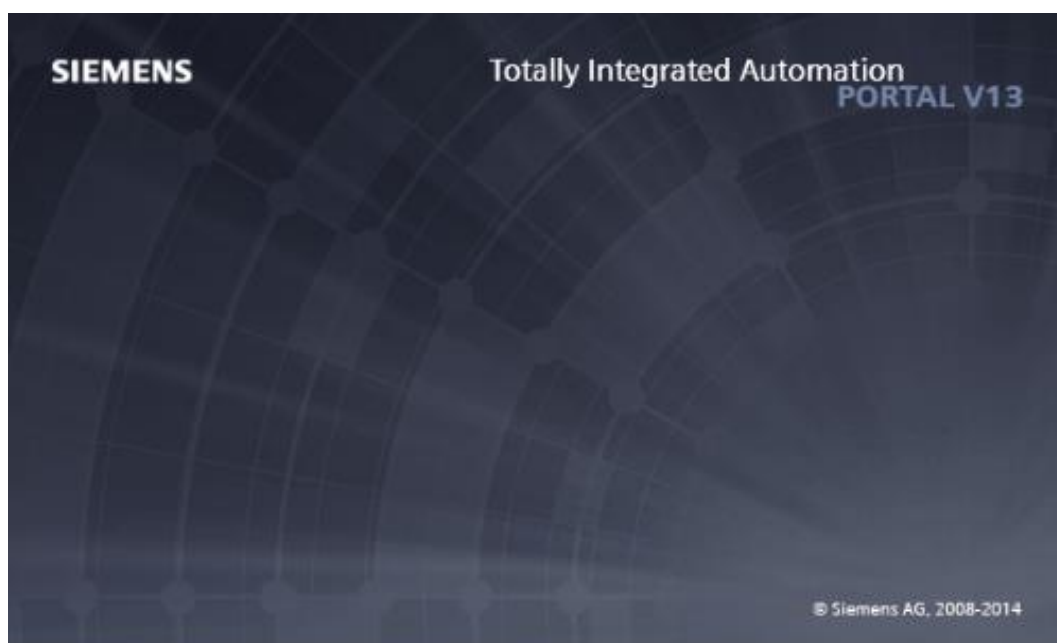 SIEMENS
Totally Integrated Automation
PORTAL V13
© Siemens AG, 2008-2014